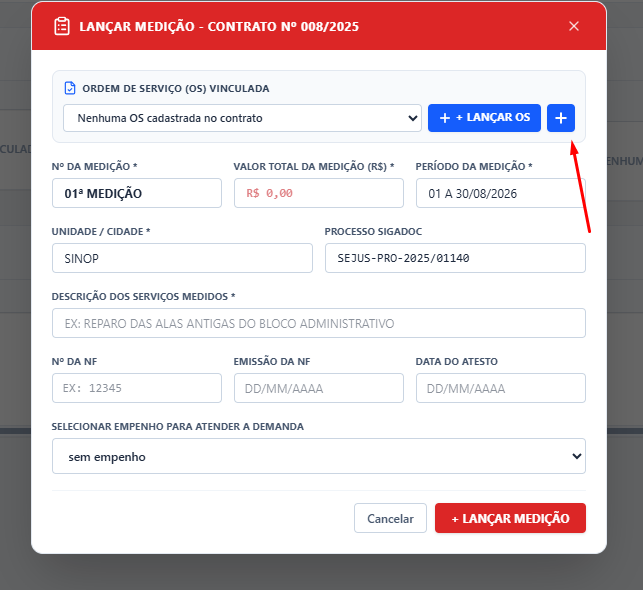 LANÇAR MEDIÇÃO - CONTRATO Nº 008/2025
ORDEM DE SERVIÇO (OS) VINCULADA
Nenhuma OS cadastrada no contrato
+ + LANÇAR OS
+
CULAD
ENHUM
Nº DA MEDIÇÃO * VALOR TOTAL DA MEDIÇÃO (R$) * PERÍODO DA MEDIÇÃO *
01ª MEDIÇÃO R$ 0,00 01 A 30/08/2026
UNIDADE / CIDADE * PROCESSO SIGADOC
SINOP SEJUS-PRO-2025/01140
DESCRIÇÃO DOS SERVIÇOS MEDIDOS *
EX: REPARO DAS ALAS ANTIGAS DO BLOCO ADMINISTRATIVO
Nº DA NF EMISSÃO DA NF DATA DO ATESTO
EX: 12345 DD/MM/AAAA DD/MM/AAAA
SELECIONAR EMPENHO PARA ATENDER A DEMANDA
sem empenho
Cancelar + LANÇAR MEDIÇÃO